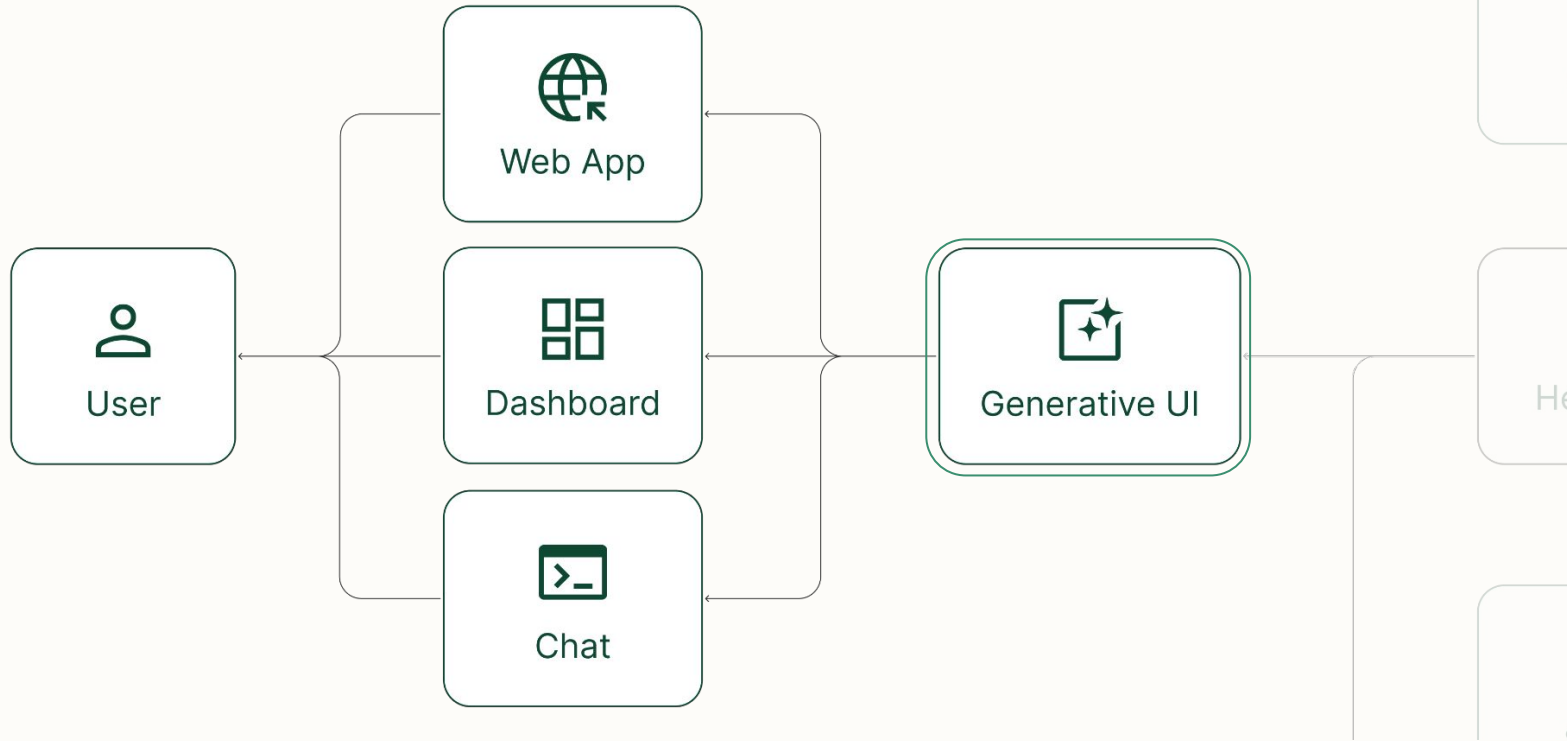 Web App
User
Dashboard
Generative UI
Chat